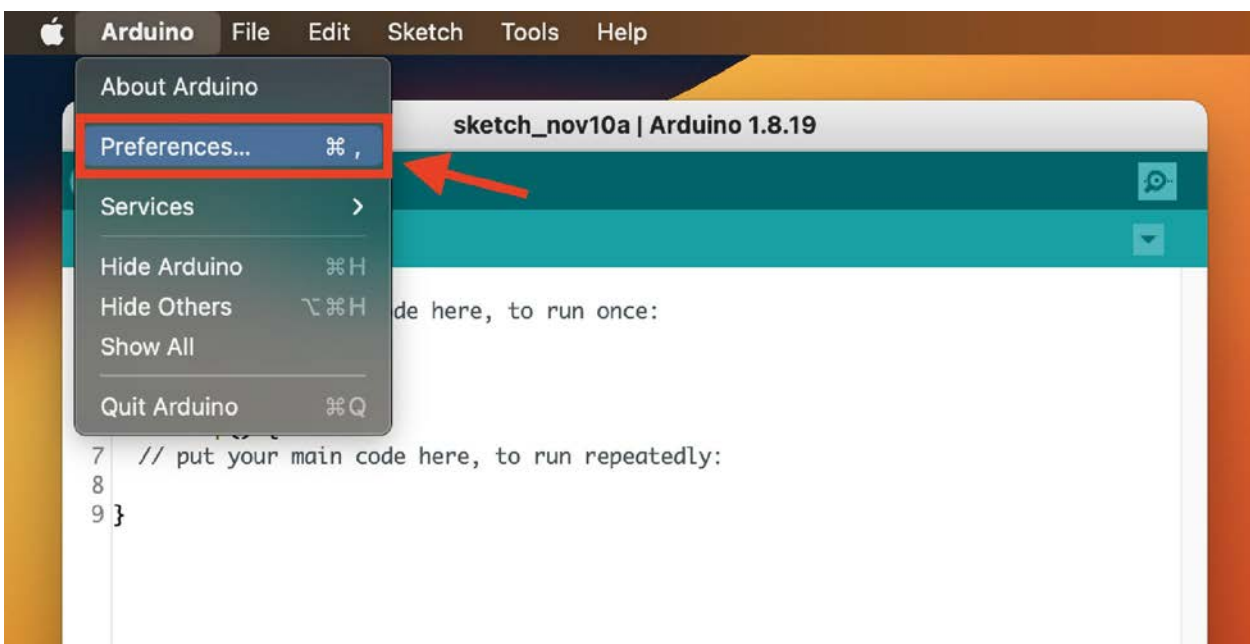 Arduino File Edit Sketch Tools Help
About Arduino
sketch_nov10a | Arduino 1.8.19
Preferences... ⌘ ,
Services
Hide Arduino ⌘H
Hide Others ⌥⌘H
de here, to run once:
Show All
Quit Arduino ⌘Q
7 // put your main code here, to run repeatedly:
8
9 }